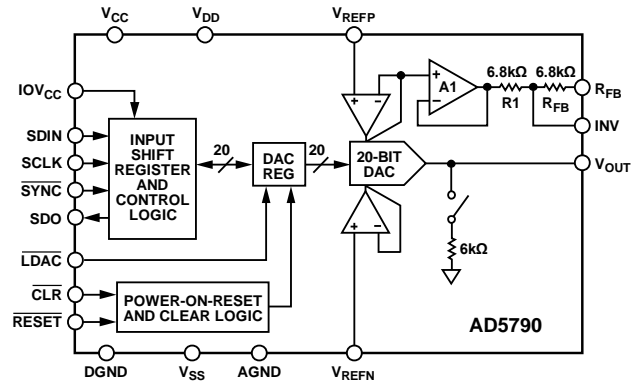 VCC
VDD
VREFP
IOVCC
SDIN
SCLK
SYNC
SDO
LDAC
CLR
RESET
INPUT
SHIFT
REGISTER
AND
CONTROL
LOGIC
20
DAC
REG
20
20-BIT
DAC
+
–
+
–
A1
6.8kΩ
R1
6.8kΩ
RFB
RFB
INV
VOUT
+
–
6kΩ
POWER-ON-RESET
AND CLEAR LOGIC
AD5790
DGND
VSS
AGND
VREFN